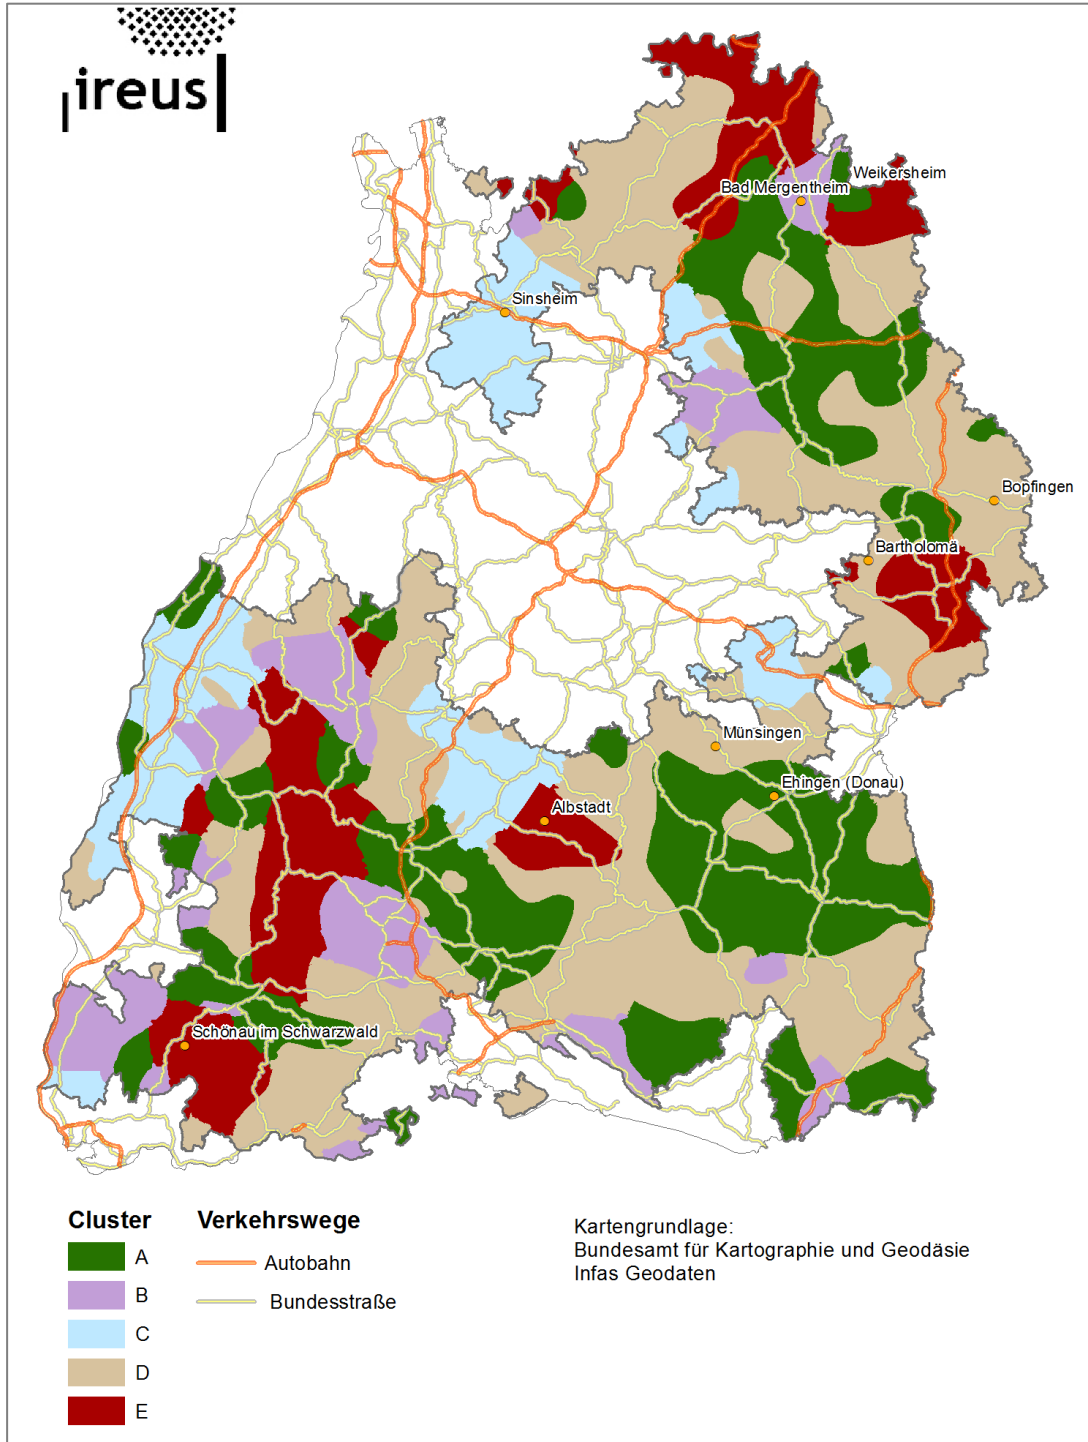 ireus
Weikersheim
Bad Mergentheim
Sinsheim
Bopfingen
Bartholomä
Münsingen
Ehingen (Donau)
Albstadt
Schönau im Schwarzwald
Cluster
A
B
C
D
E
Verkehrswege
Autobahn
Bundesstraße
Kartengrundlage:
Bundesamt für Kartographie und Geodäsie
Infas Geodaten